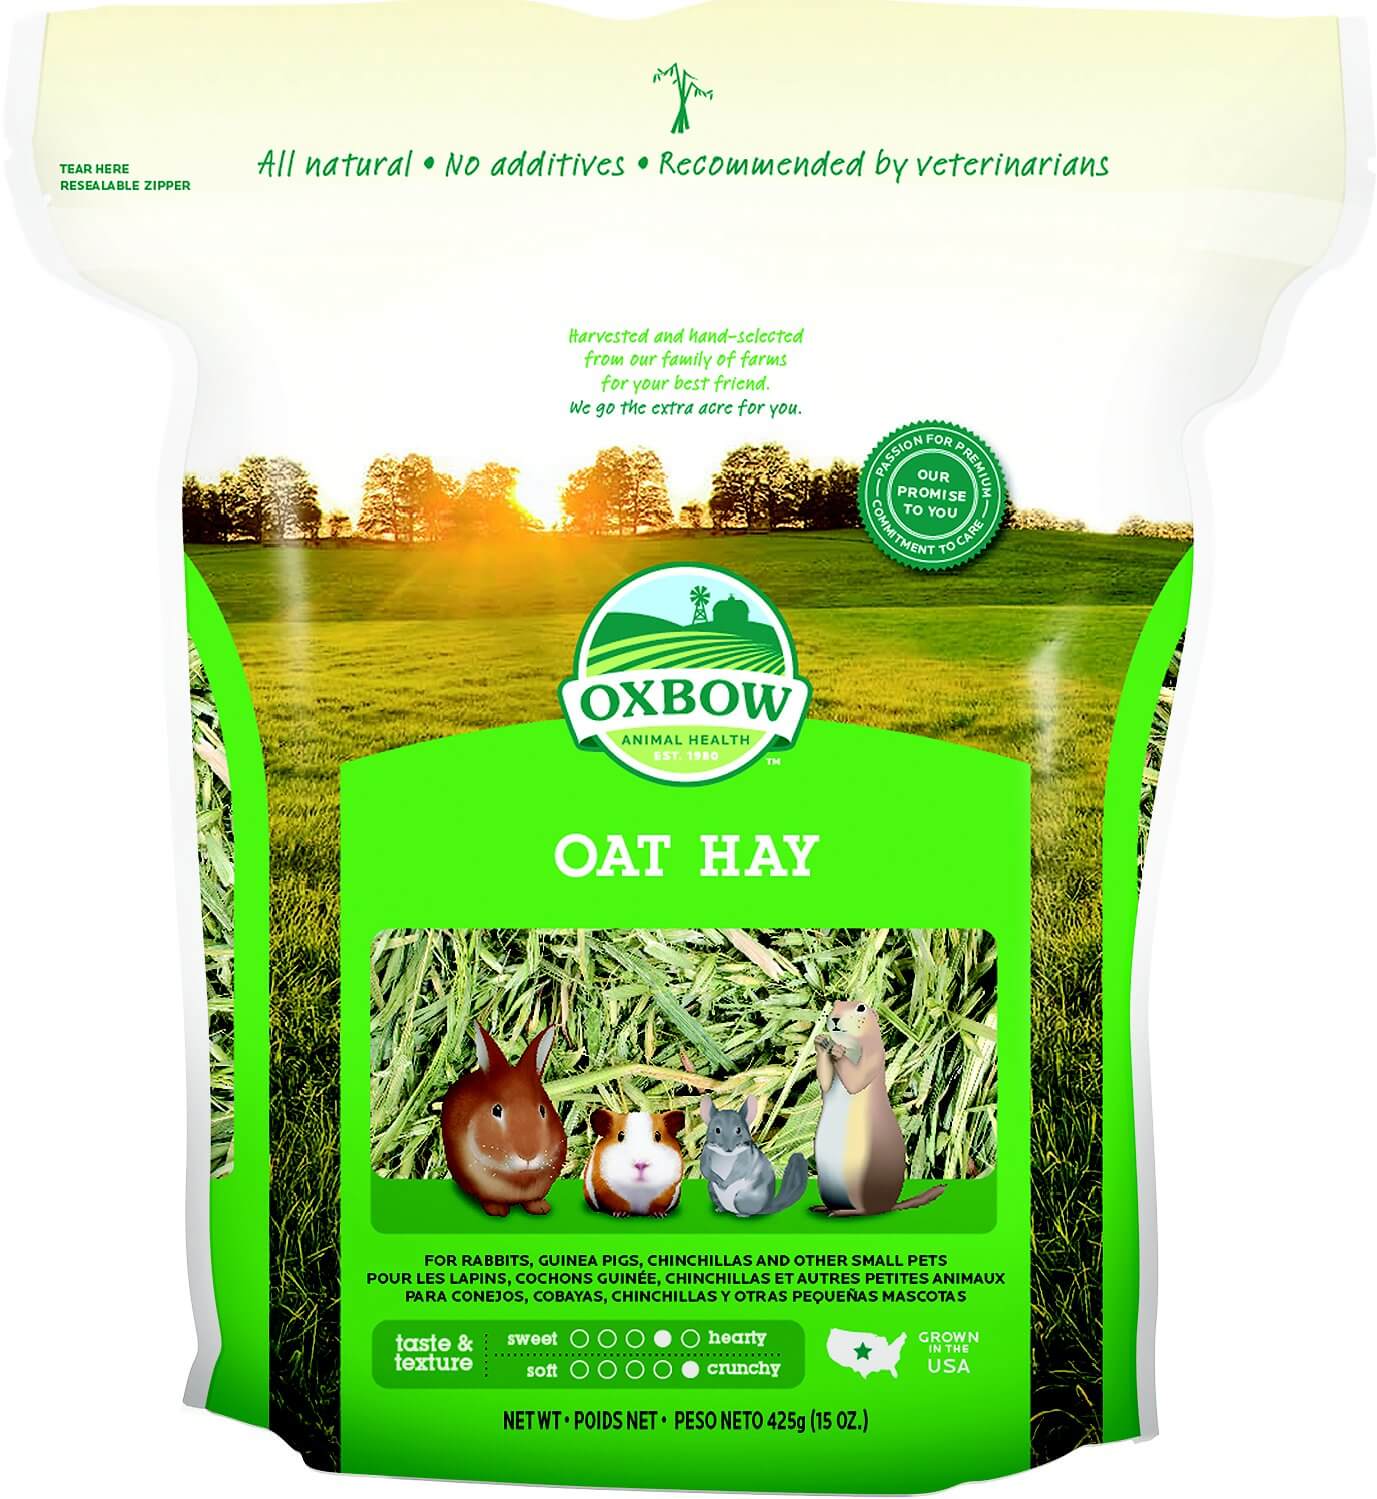 All natural • No additives • Recommended by veterinarians
TEAR HERE
RESEALABLE ZIPPER
Harvested and hand-selected
from our family of farms
for your best friend.
We go the extra acre for you.
PASSION FOR PREMIUM
OUR
PROMISE
TO YOU
COMMITMENT TO CARE
OXBOW
ANIMAL HEALTH
EST. 1980
TM
OAT HAY
FOR RABBITS, GUINEA PIGS, CHINCHILLAS AND OTHER SMALL PETS
POUR LES LAPINS, COCHONS GUINÉE, CHINCHILLAS ET AUTRES PETITES ANIMAUX
PARA CONEJOS, COBAYAS, CHINCHILLAS Y OTRAS PEQUEÑAS MASCOTAS
taste &
texture
sweet hearty
soft crunchy
GROWN
IN THE
USA
NET WT • POIDS NET • PESO NETO 425g (15 OZ.)